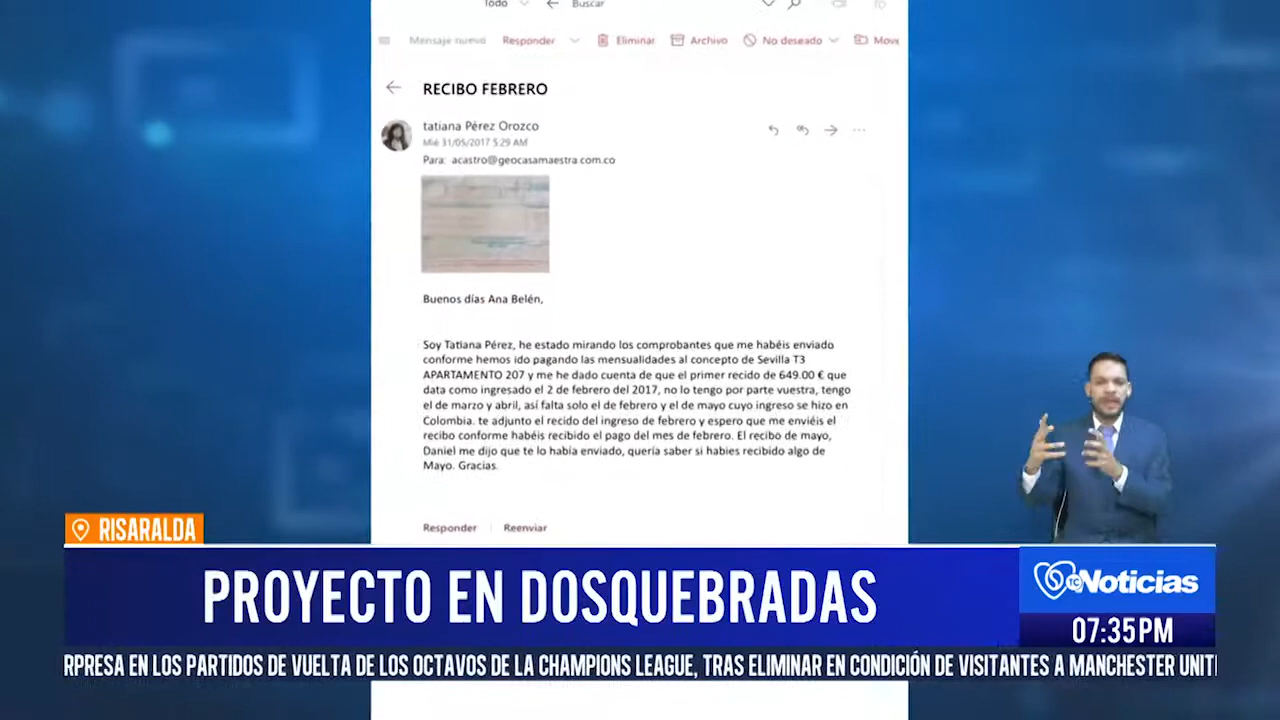 Todo Buscar
Mensaje nuevo Responder Eliminar Archivo No deseado Move
RECIBO FEBRERO
tatiana Pérez Orozco
Mié 31/05/2017 5:29 AM
Para: acastro@geocasamaestra.com.co
Buenos días Ana Belén,
Soy Tatiana Pérez, he estado mirando los comprobantes que me habéis enviado
conforme hemos ido pagando las mensualidades al concepto de Sevilla T3
APARTAMENTO 207 y me he dado cuenta de que el primer recido de 649.00 € que
data como ingresado el 2 de febrero del 2017, no lo tengo por parte vuestra, tengo
el de marzo y abril, así falta solo el de febrero y el de mayo cuyo ingreso se hizo en
Colombia. te adjunto el recido del ingreso de febrero y espero que me enviéis el
recibo conforme habéis recibido el pago del mes de febrero. El recibo de mayo,
Daniel me dijo que te lo había enviado, quería saber si habies recibido algo de
Mayo. Gracias.
Responder Reenviar
RISARALDA
PROYECTO EN DOSQUEBRADAS
TC Noticias
07:35PM
RPRESA EN LOS PARTIDOS DE VUELTA DE LOS OCTAVOS DE LA CHAMPIONS LEAGUE, TRAS ELIMINAR EN CONDICIÓN DE VISITANTES A MANCHESTER UNIT